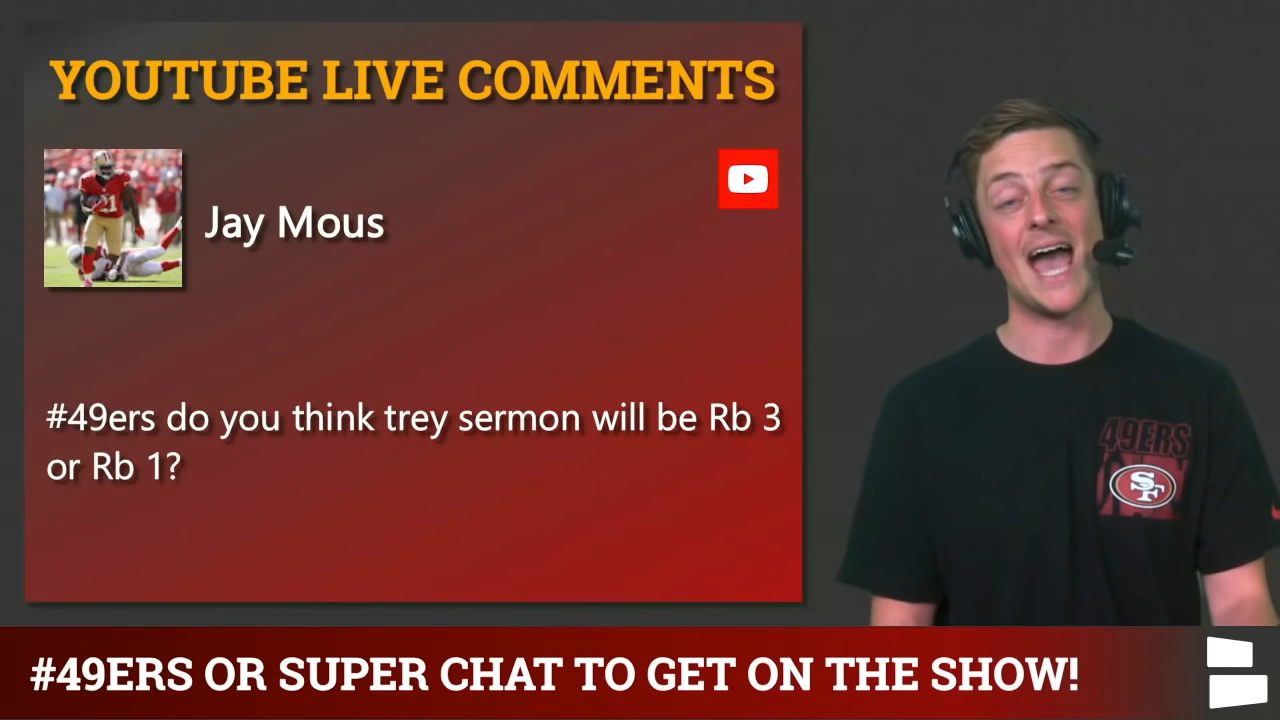 YOUTUBE LIVE COMMENTS
Jay Mous
#49ers do you think trey sermon will be Rb 3
or Rb 1?
49ERS
SF
#49ERS OR SUPER CHAT TO GET ON THE SHOW!